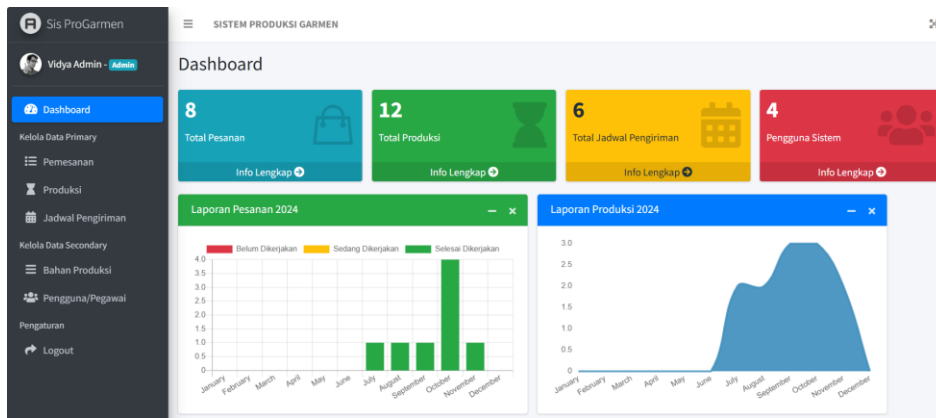 Sis ProGarmen
SISTEM PRODUKSI GARMEN
Vidya Admin - Admin
Dashboard
Kelola Data Primary
Pemesanan
Produksi
Jadwal Pengiriman
Kelola Data Secondary
Bahan Produksi
Pengguna/Pegawai
Pengaturan
Logout
Dashboard
8
Total Pesanan
Info Lengkap
12
Total Produksi
Info Lengkap
6
Total Jadwal Pengiriman
Info Lengkap
4
Pengguna Sistem
Info Lengkap
Laporan Pesanan 2024
Belum Dikerjakan Sedang Dikerjakan Selesai Dikerjakan
4.0
3.5
3.0
2.5
2.0
1.5
1.0
0.5
0
January February March April May June July August September October November December
Laporan Produksi 2024
3.0
2.5
2.0
1.5
1.0
0.5
0
January February March April May June July August September October November December